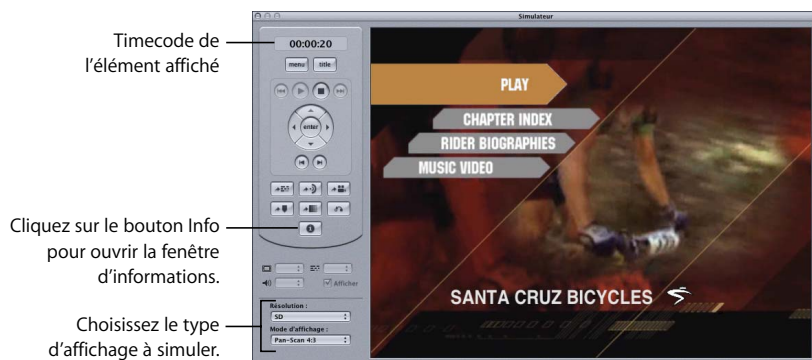 Simulateur
Timecode de
l'élément affiché
00:00:20
menu
title
enter
Cliquez sur le bouton Info
pour ouvrir la fenêtre
d'informations.
Afficher
Choisissez le type
d'affichage à simuler.
Résolution :
SD
Mode d'affichage :
Pan-Scan 4:3
PLAY
CHAPTER INDEX
RIDER BIOGRAPHIES
MUSIC VIDEO
SANTA CRUZ BICYCLES